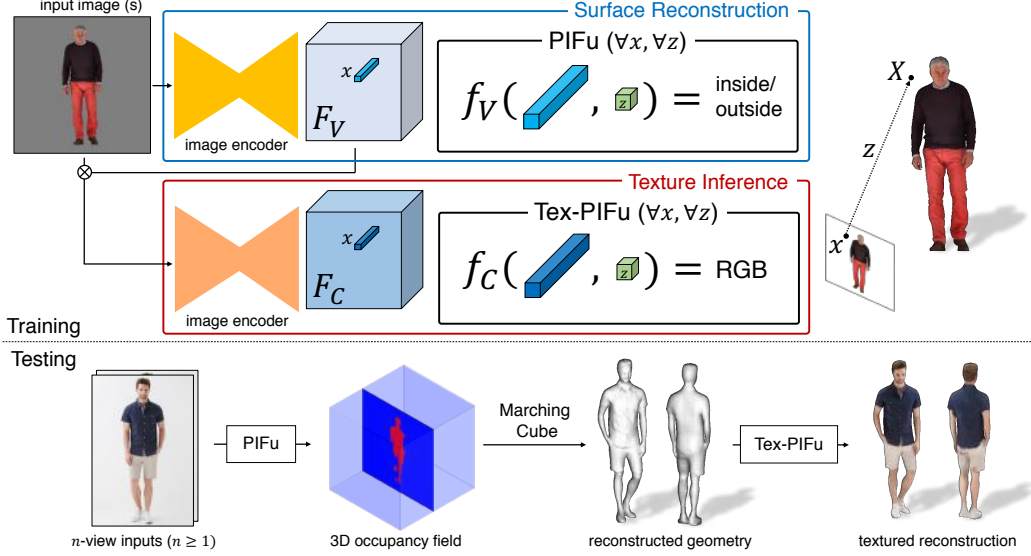 input image (s)
Surface Reconstruction
image encoder
x
F_V
PIFu (∀x, ∀z)
f_V( , z ) = inside/
outside
X
z
x
Texture Inference
image encoder
x
F_C
Tex-PIFu (∀x, ∀z)
f_C( , z ) = RGB
Training
Testing
n-view inputs (n ≥ 1)
PIFu
3D occupancy field
Marching
Cube
reconstructed geometry
Tex-PIFu
textured reconstruction